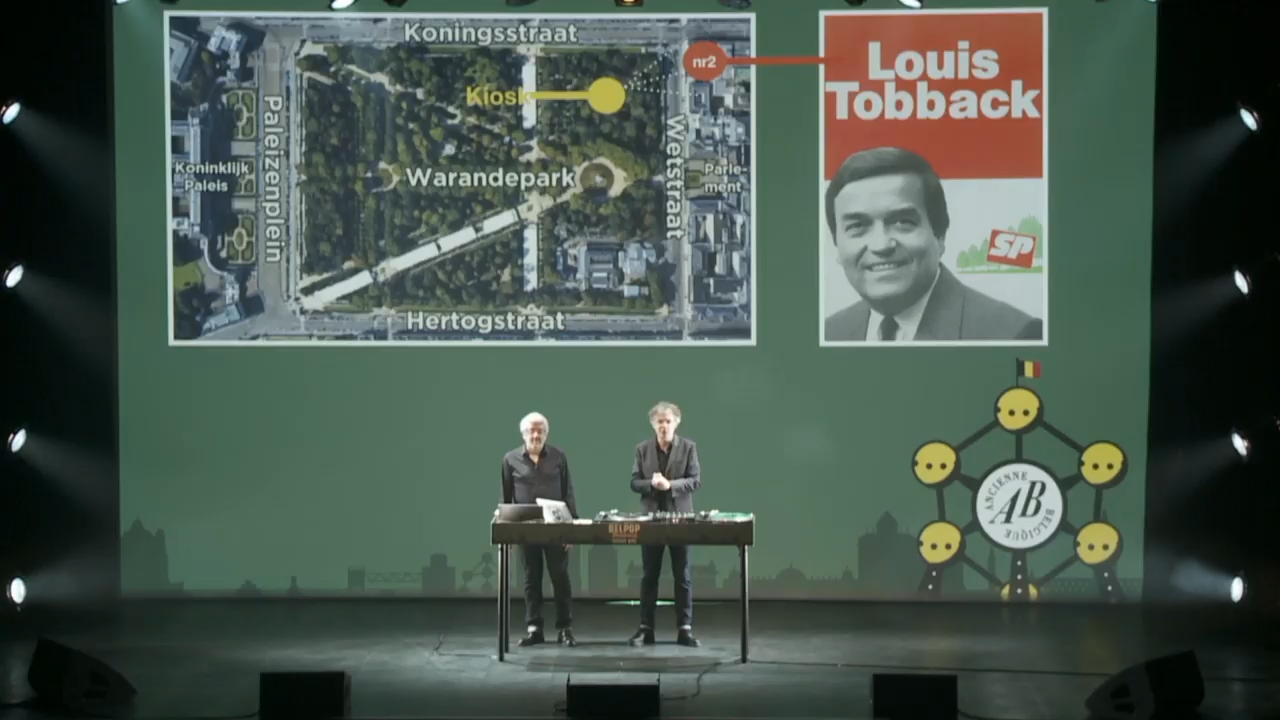 Koningsstraat
nr2
Kiosk
Paleizenplein
Koninklijk
Paleis
Warandepark
Wetstraat
Parle-
ment
Hertogstraat
Louis
Tobback
SP
ANCIENNE
AB
BELGIQUE
BELPOP